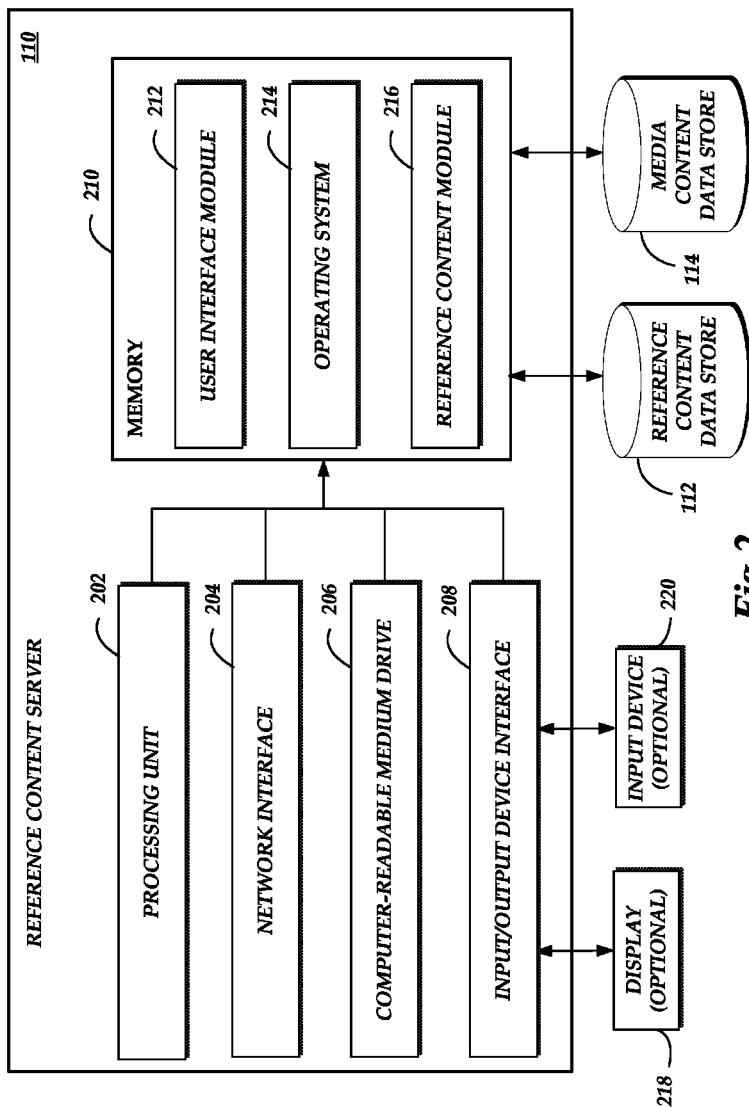 REFERENCE CONTENT SERVER
110
202
PROCESSING UNIT
204
NETWORK INTERFACE
206
COMPUTER-READABLE MEDIUM DRIVE
208
INPUT/OUTPUT DEVICE INTERFACE
210
MEMORY
212
USER INTERFACE MODULE
214
OPERATING SYSTEM
216
REFERENCE CONTENT MODULE
218
DISPLAY
(OPTIONAL)
220
INPUT DEVICE
(OPTIONAL)
112
REFERENCE
CONTENT
DATA STORE
114
MEDIA
CONTENT
DATA STORE
Fig.2.